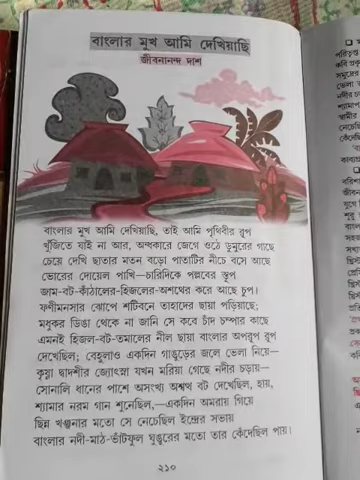 বাংলার মুখ আমি দেখিয়াছি
জীবনানন্দ দাশ
বাংলার মুখ আমি দেখিয়াছি, তাই আমি পৃথিবীর রূপ
খুঁজিতে যাই না আর, অন্ধকারে জেগে ওঠে ডুমুরের গাছে
চেয়ে দেখি ছাতার মতন বড়ো পাতাটির নীচে বসে আছে
ভোরের দোয়েল পাখি—চারিদিকে পল্লবের স্তূপ
জাম-বট-কাঁঠালের-হিজলের-অশথের করে আছে চুপ।
ফণীমনসার ঝোপে শটিবনে তাহাদের ছায়া পড়িয়াছে;
মধুকর ডিঙা থেকে না জানি সে কবে চাঁদ চম্পার কাছে
এমনই হিজল-বট-তমালের নীল ছায়া বাংলার অপরূপ রূপ
দেখেছিল; বেহুলাও একদিন গাঙুড়ের জলে ভেলা নিয়ে—
কৃষ্ণা দ্বাদশীর জ্যোৎস্না যখন মরিয়া গেছে নদীর চড়ায়—
সোনালি ধানের পাশে অসংখ্য অশ্বত্থ বট দেখেছিল, হায়,
শ্যামার নরম গান শুনেছিল,—একদিন অমরায় গিয়ে
ছিন্ন খঞ্জনার মতো সে নেচেছিল ইন্দ্রের সভায়
বাংলার নদী-মাঠ-ভাঁটফুল ঘুঙুরের মতো তার কেঁদেছিল পায়।
২১০